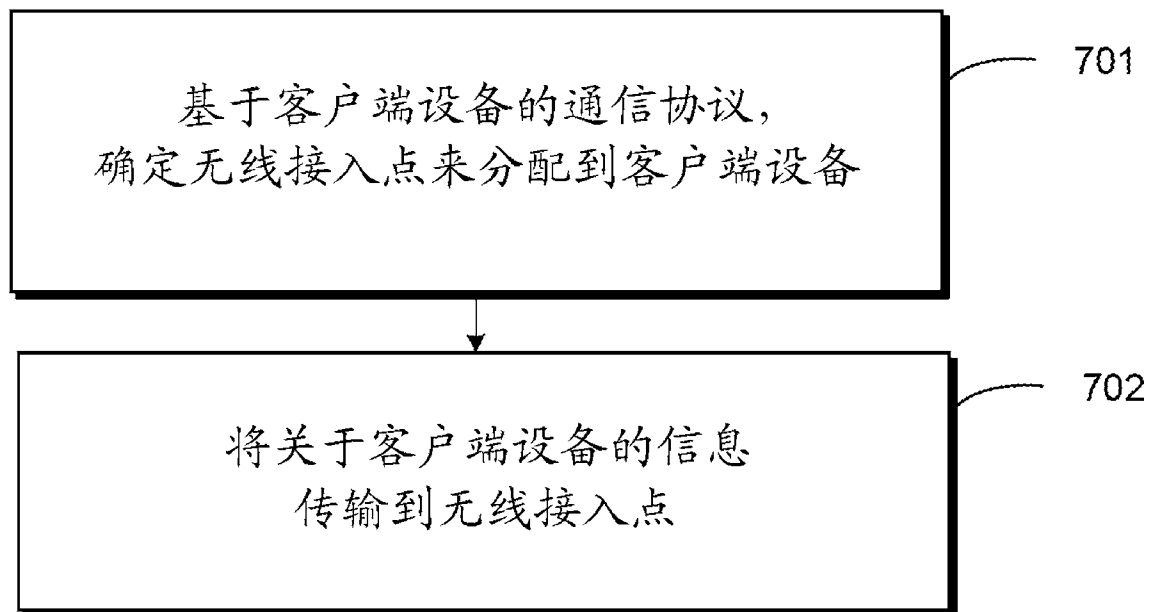 701
基于客户端设备的通信协议，
确定无线接入点来分配到客户端设备
702
将关于客户端设备的信息
传输到无线接入点